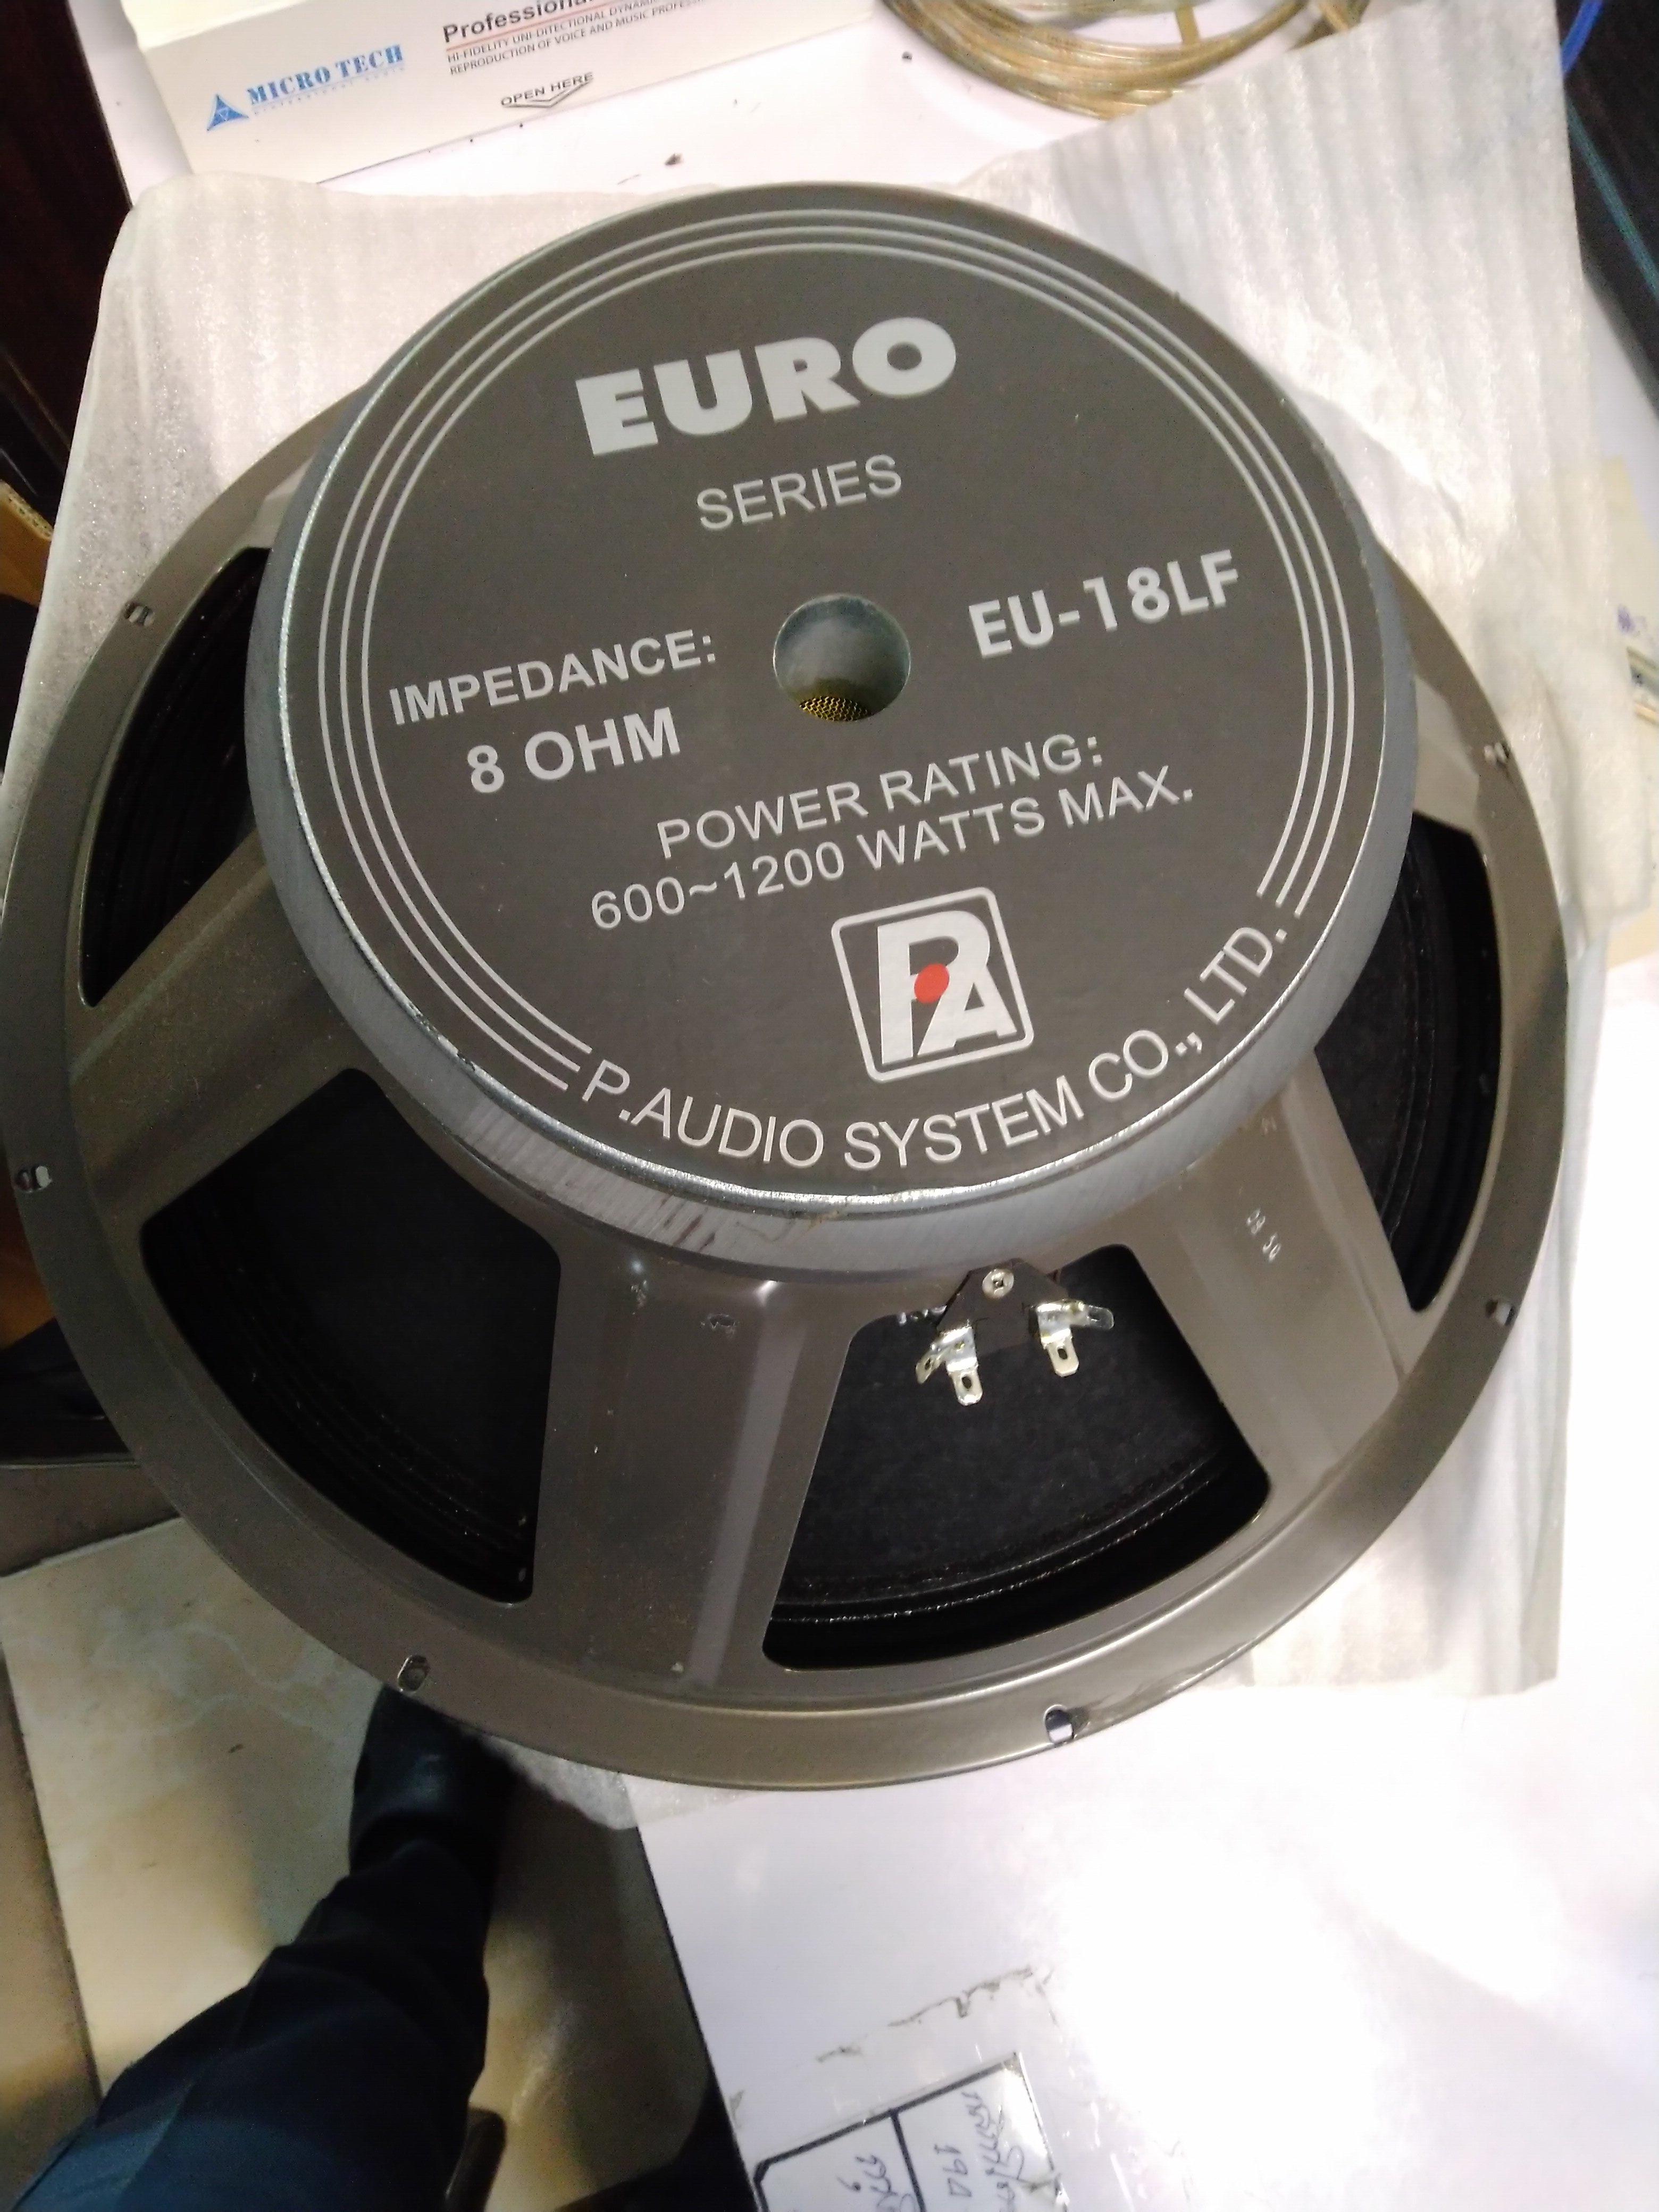 Professional
HI-FIDELITY UNI-DITECTIONAL DYNAMIC
REPRODUCTION OF VOICE AND MUSIC
MICRO TECH
OPEN HERE
EURO
SERIES
IMPEDANCE:
8 OHM
EU-18LF
POWER RATING:
600~1200 WATTS MAX.
PA
P.AUDIO SYSTEM CO., LTD.